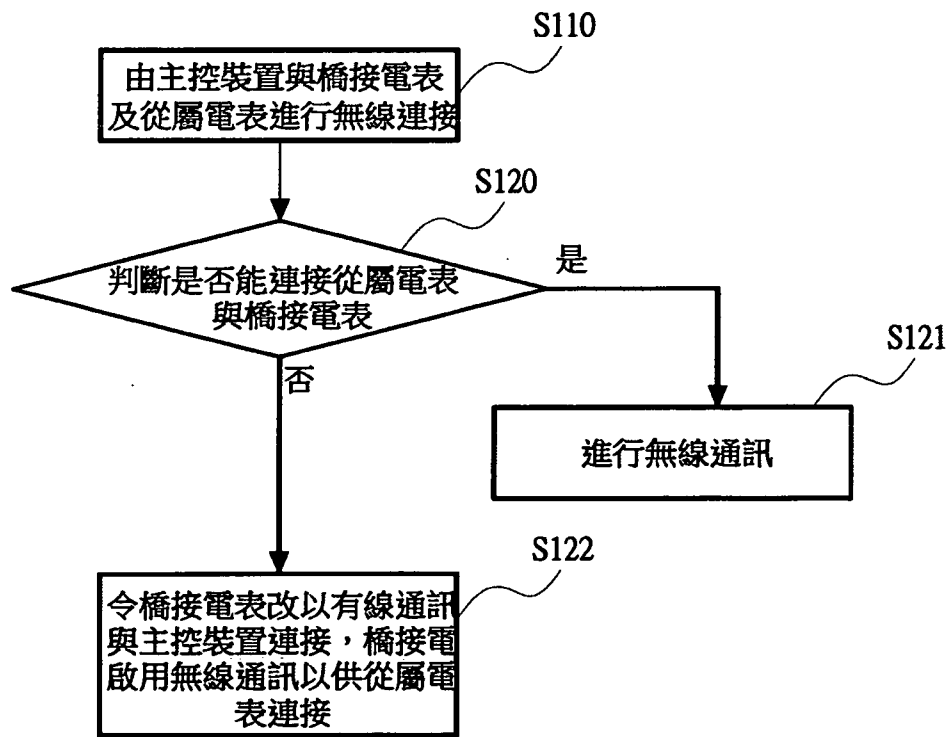 S110
由主控裝置與橋接電表
及從屬電表進行無線連接
S120
判斷是否能連接從屬電表
與橋接電表
是
否
S121
進行無線通訊
S122
令橋接電表改以有線通訊
與主控裝置連接，橋接電
啟用無線通訊以供從屬電
表連接